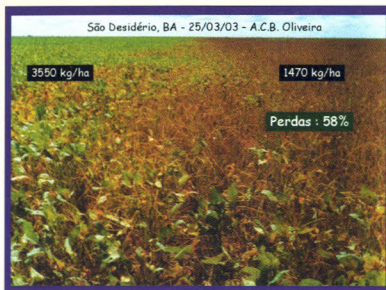 São Desidério, BA - 25/03/03 - A.C.B. Oliveira
3550 kg/ha
1470 kg/ha
Perdas : 58%